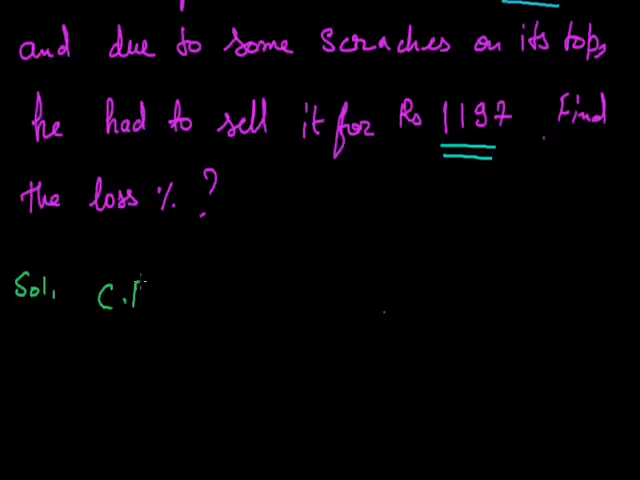 and due to some scraches on its top,
he had to sell it for Rs 1197. Find
the loss %. ?
Sol. C.P